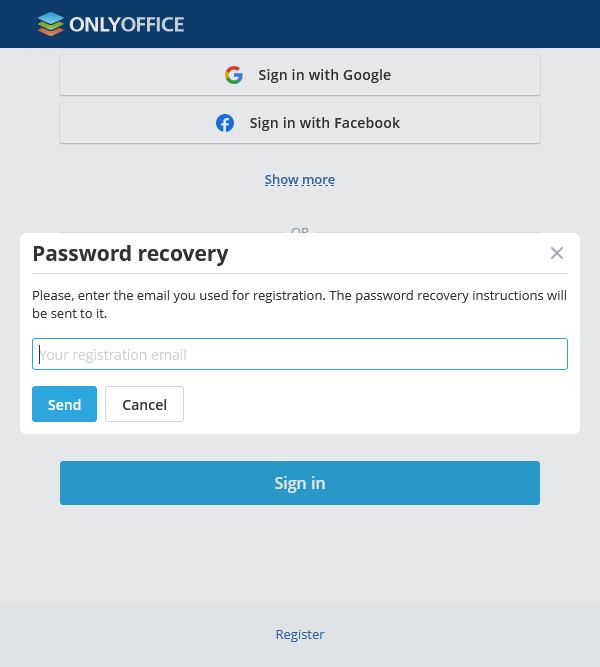 ONLYOFFICE
Sign in with Google
Sign in with Facebook
Show more
OR
Password recovery
Please, enter the email you used for registration. The password recovery instructions will
be sent to it.
Your registration email
Send
Cancel
Sign in
Register